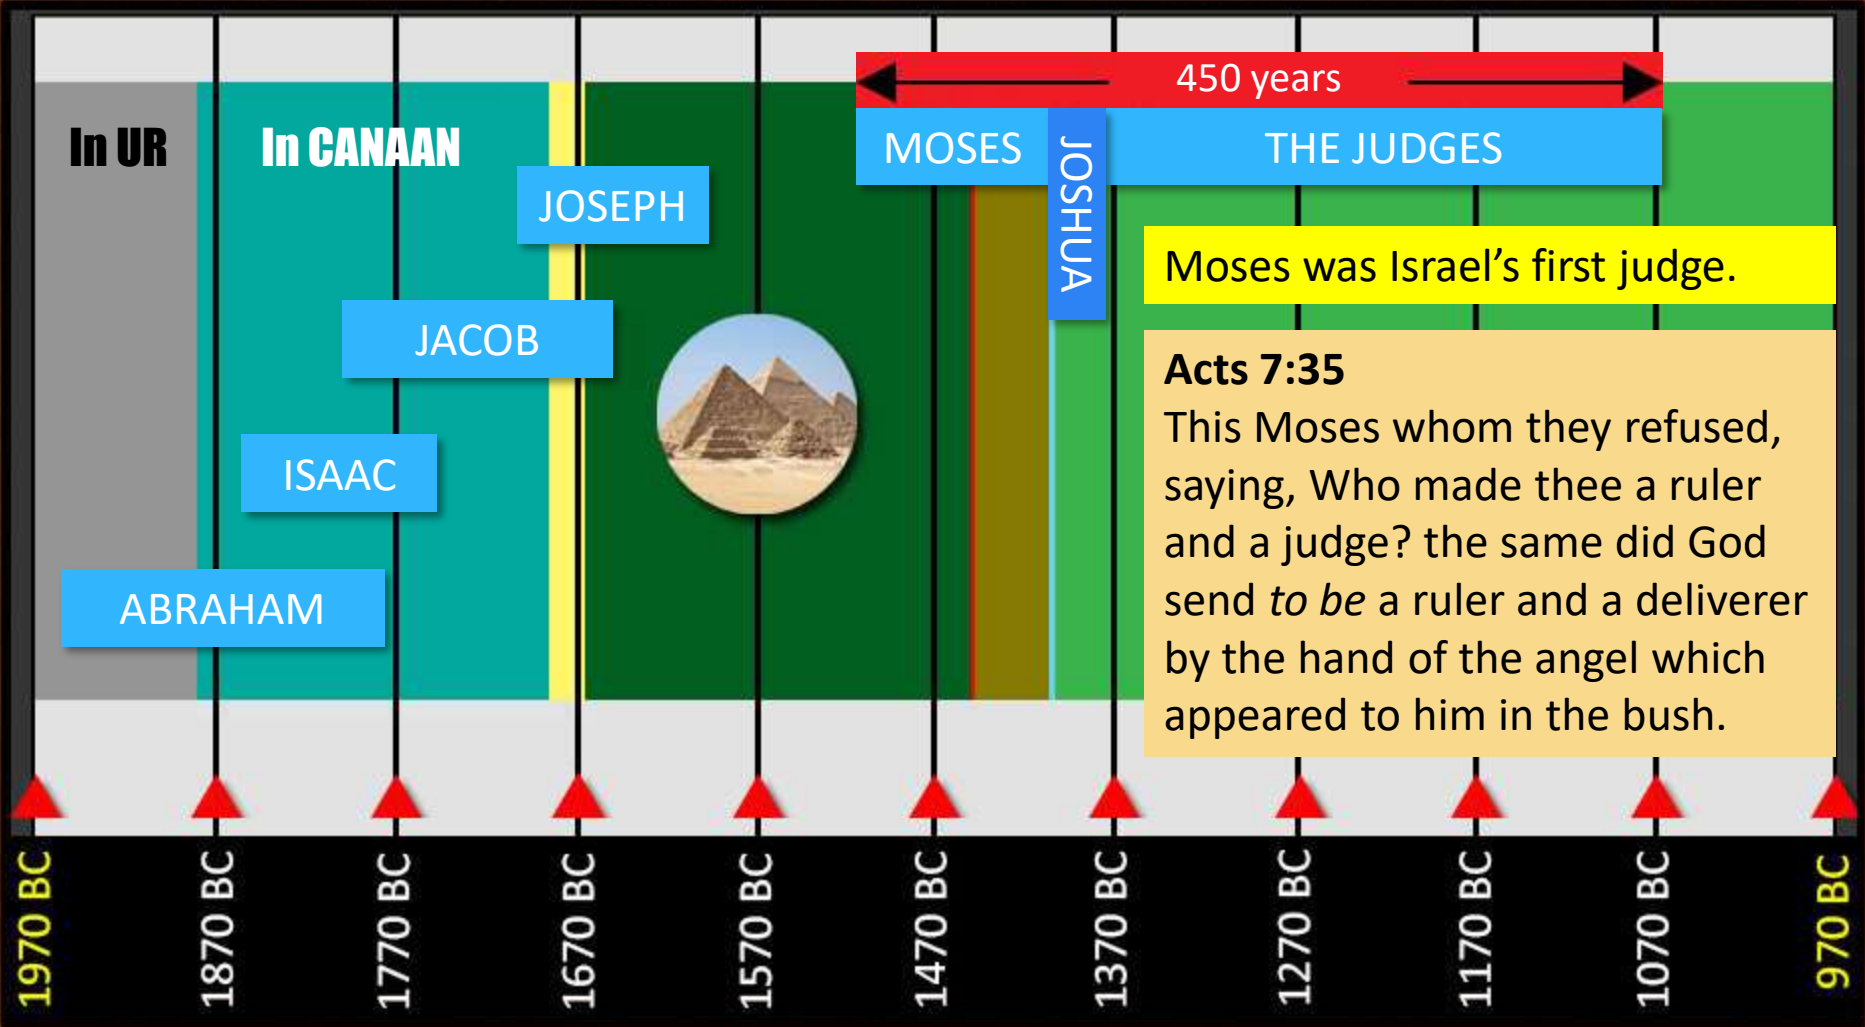 450 years
In UR
In CANAAN
MOSES
JOSHUA
THE JUDGES
JOSEPH
Moses was Israel’s first judge.
JACOB
Acts 7:35
This Moses whom they refused,
saying, Who made thee a ruler
and a judge? the same did God
send to be a ruler and a deliverer
by the hand of the angel which
appeared to him in the bush.
ISAAC
ABRAHAM
1970 BC
1870 BC
1770 BC
1670 BC
1570 BC
1470 BC
1370 BC
1270 BC
1170 BC
1070 BC
970 BC